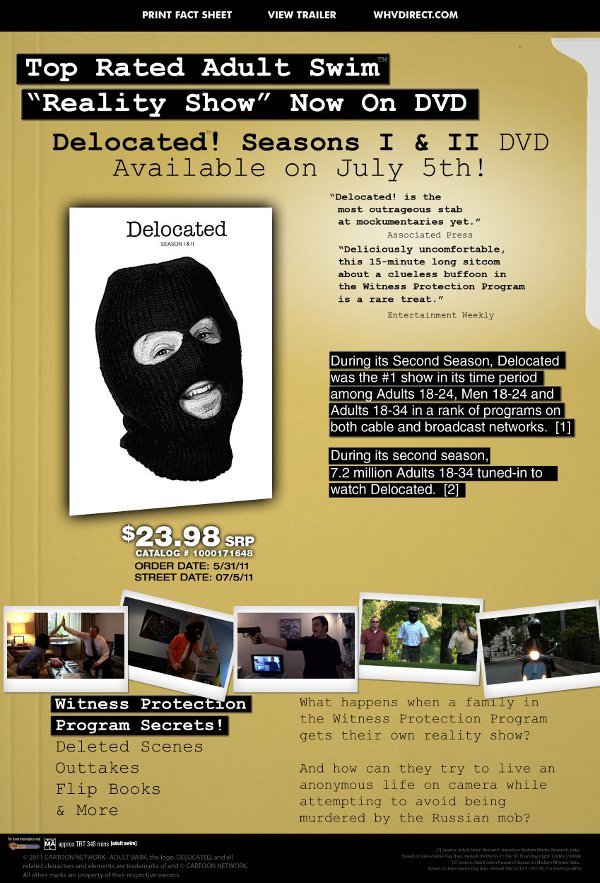 PRINT FACT SHEET VIEW TRAILER WHVDIRECT.COM
Top Rated Adult Swim™
“Reality Show” Now On DVD
Delocated!™ Seasons I & II DVD
Available on July 5th!
Delocated
SEASON I & II
“Delocated! is the
most outrageous stab
at mockumentaries yet.”
Associated Press
“Deliciously uncomfortable,
this 15-minute long sitcom
about a clueless buffoon in
the Witness Protection Program
is a rare treat.”
Entertainment Weekly
During its Second Season, Delocated
was the #1 show in its time period
among Adults 18-24, Men 18-24 and
Adults 18-34 in a rank of programs on
both cable and broadcast networks. [1]
During its second season,
7.2 million Adults 18-34 tuned-in to
watch Delocated. [2]
$23.98 SRP
CATALOG # 1000171648
ORDER DATE: 5/31/11
STREET DATE: 07/5/11
Witness Protection
Program Secrets!
Deleted Scenes
Outtakes
Flip Books
& More
What happens when a family in
the Witness Protection Program
gets their own reality show?
And how can they try to live an
anonymous life on camera while
attempting to avoid being
murdered by the Russian mob?
MA approx TRT 348 mins [adult swim]
© 2011 CARTOON NETWORK. ADULT SWIM, the logo, DELOCATED, and all
related characters and elements are trademarks of and © CARTOON NETWORK.
All other marks are property of their respective owners.